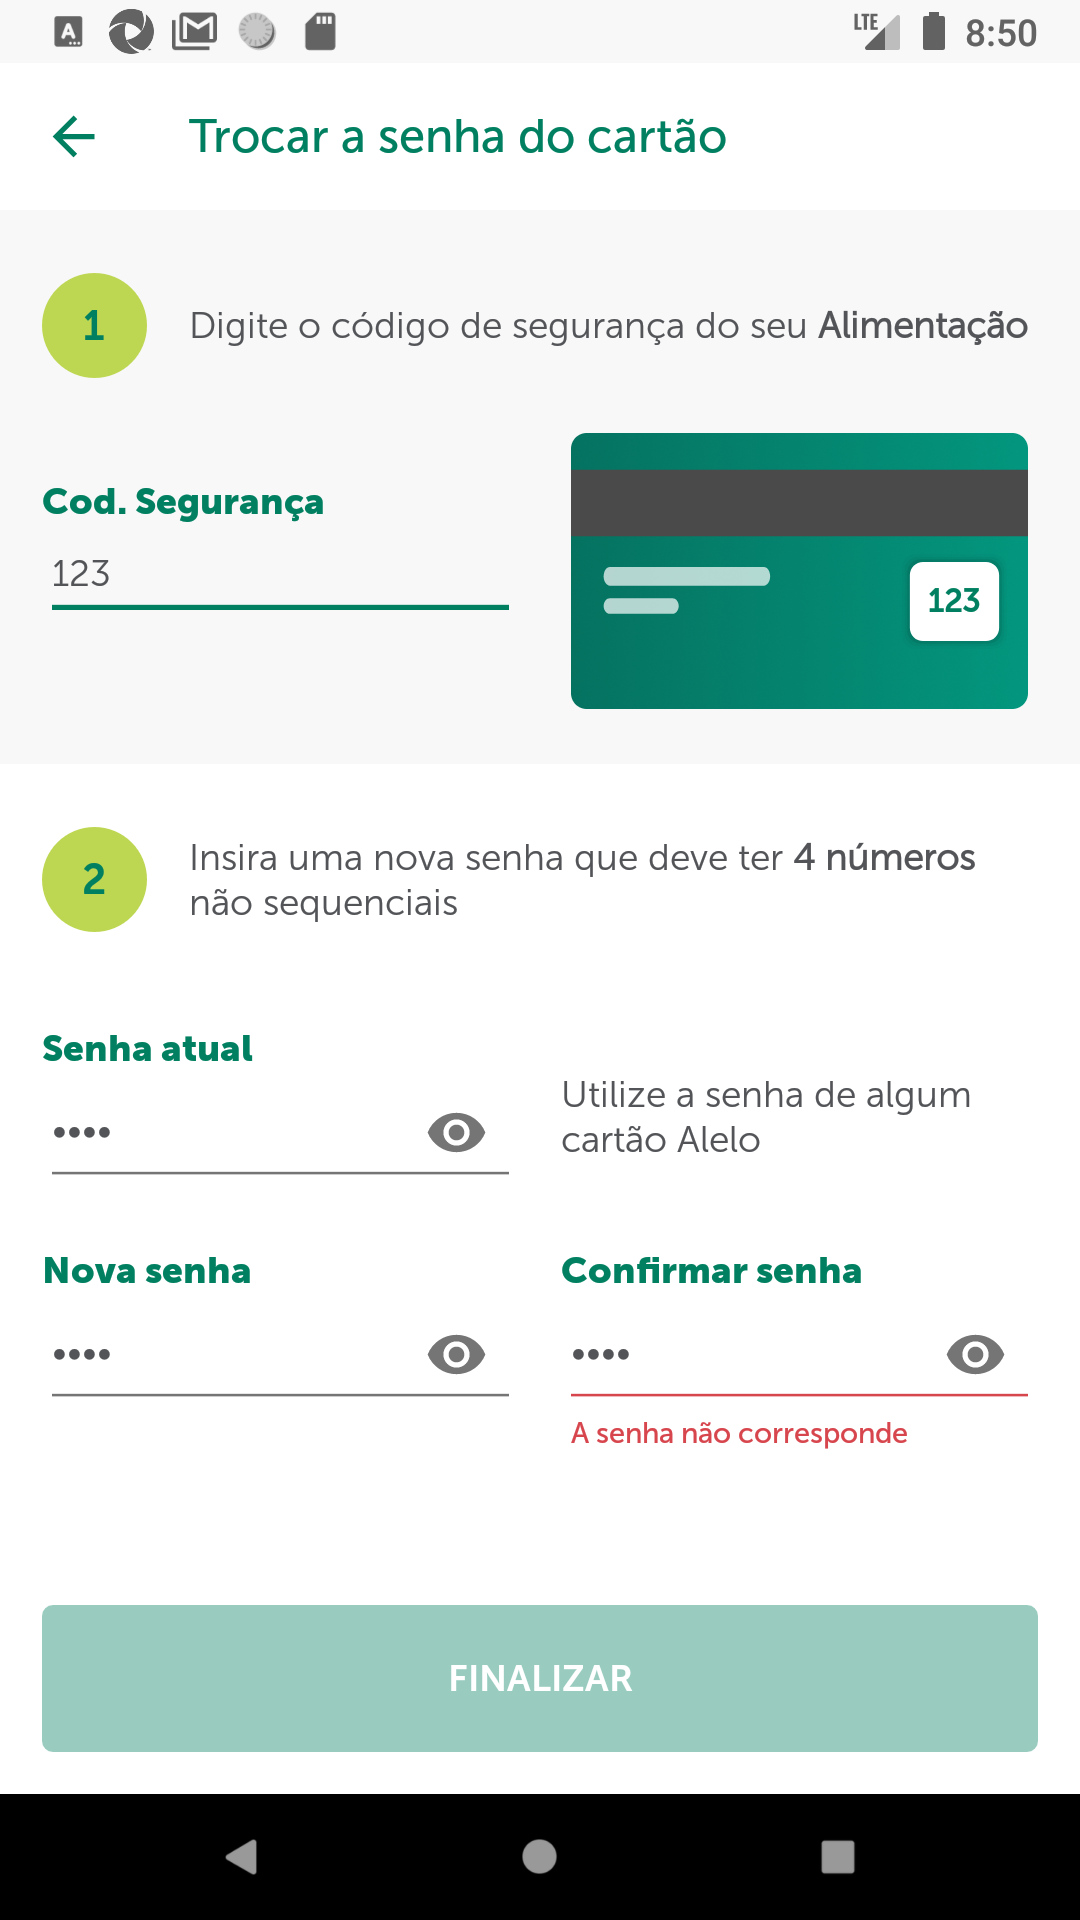 LTE 8:50
Trocar a senha do cartão
1 Digite o código de segurança do seu Alimentação
Cod. Segurança
123
123
2 Insira uma nova senha que deve ter 4 números
não sequenciais
Senha atual
••••
Utilize a senha de algum
cartão Alelo
Nova senha
••••
Confirmar senha
••••
A senha não corresponde
FINALIZAR